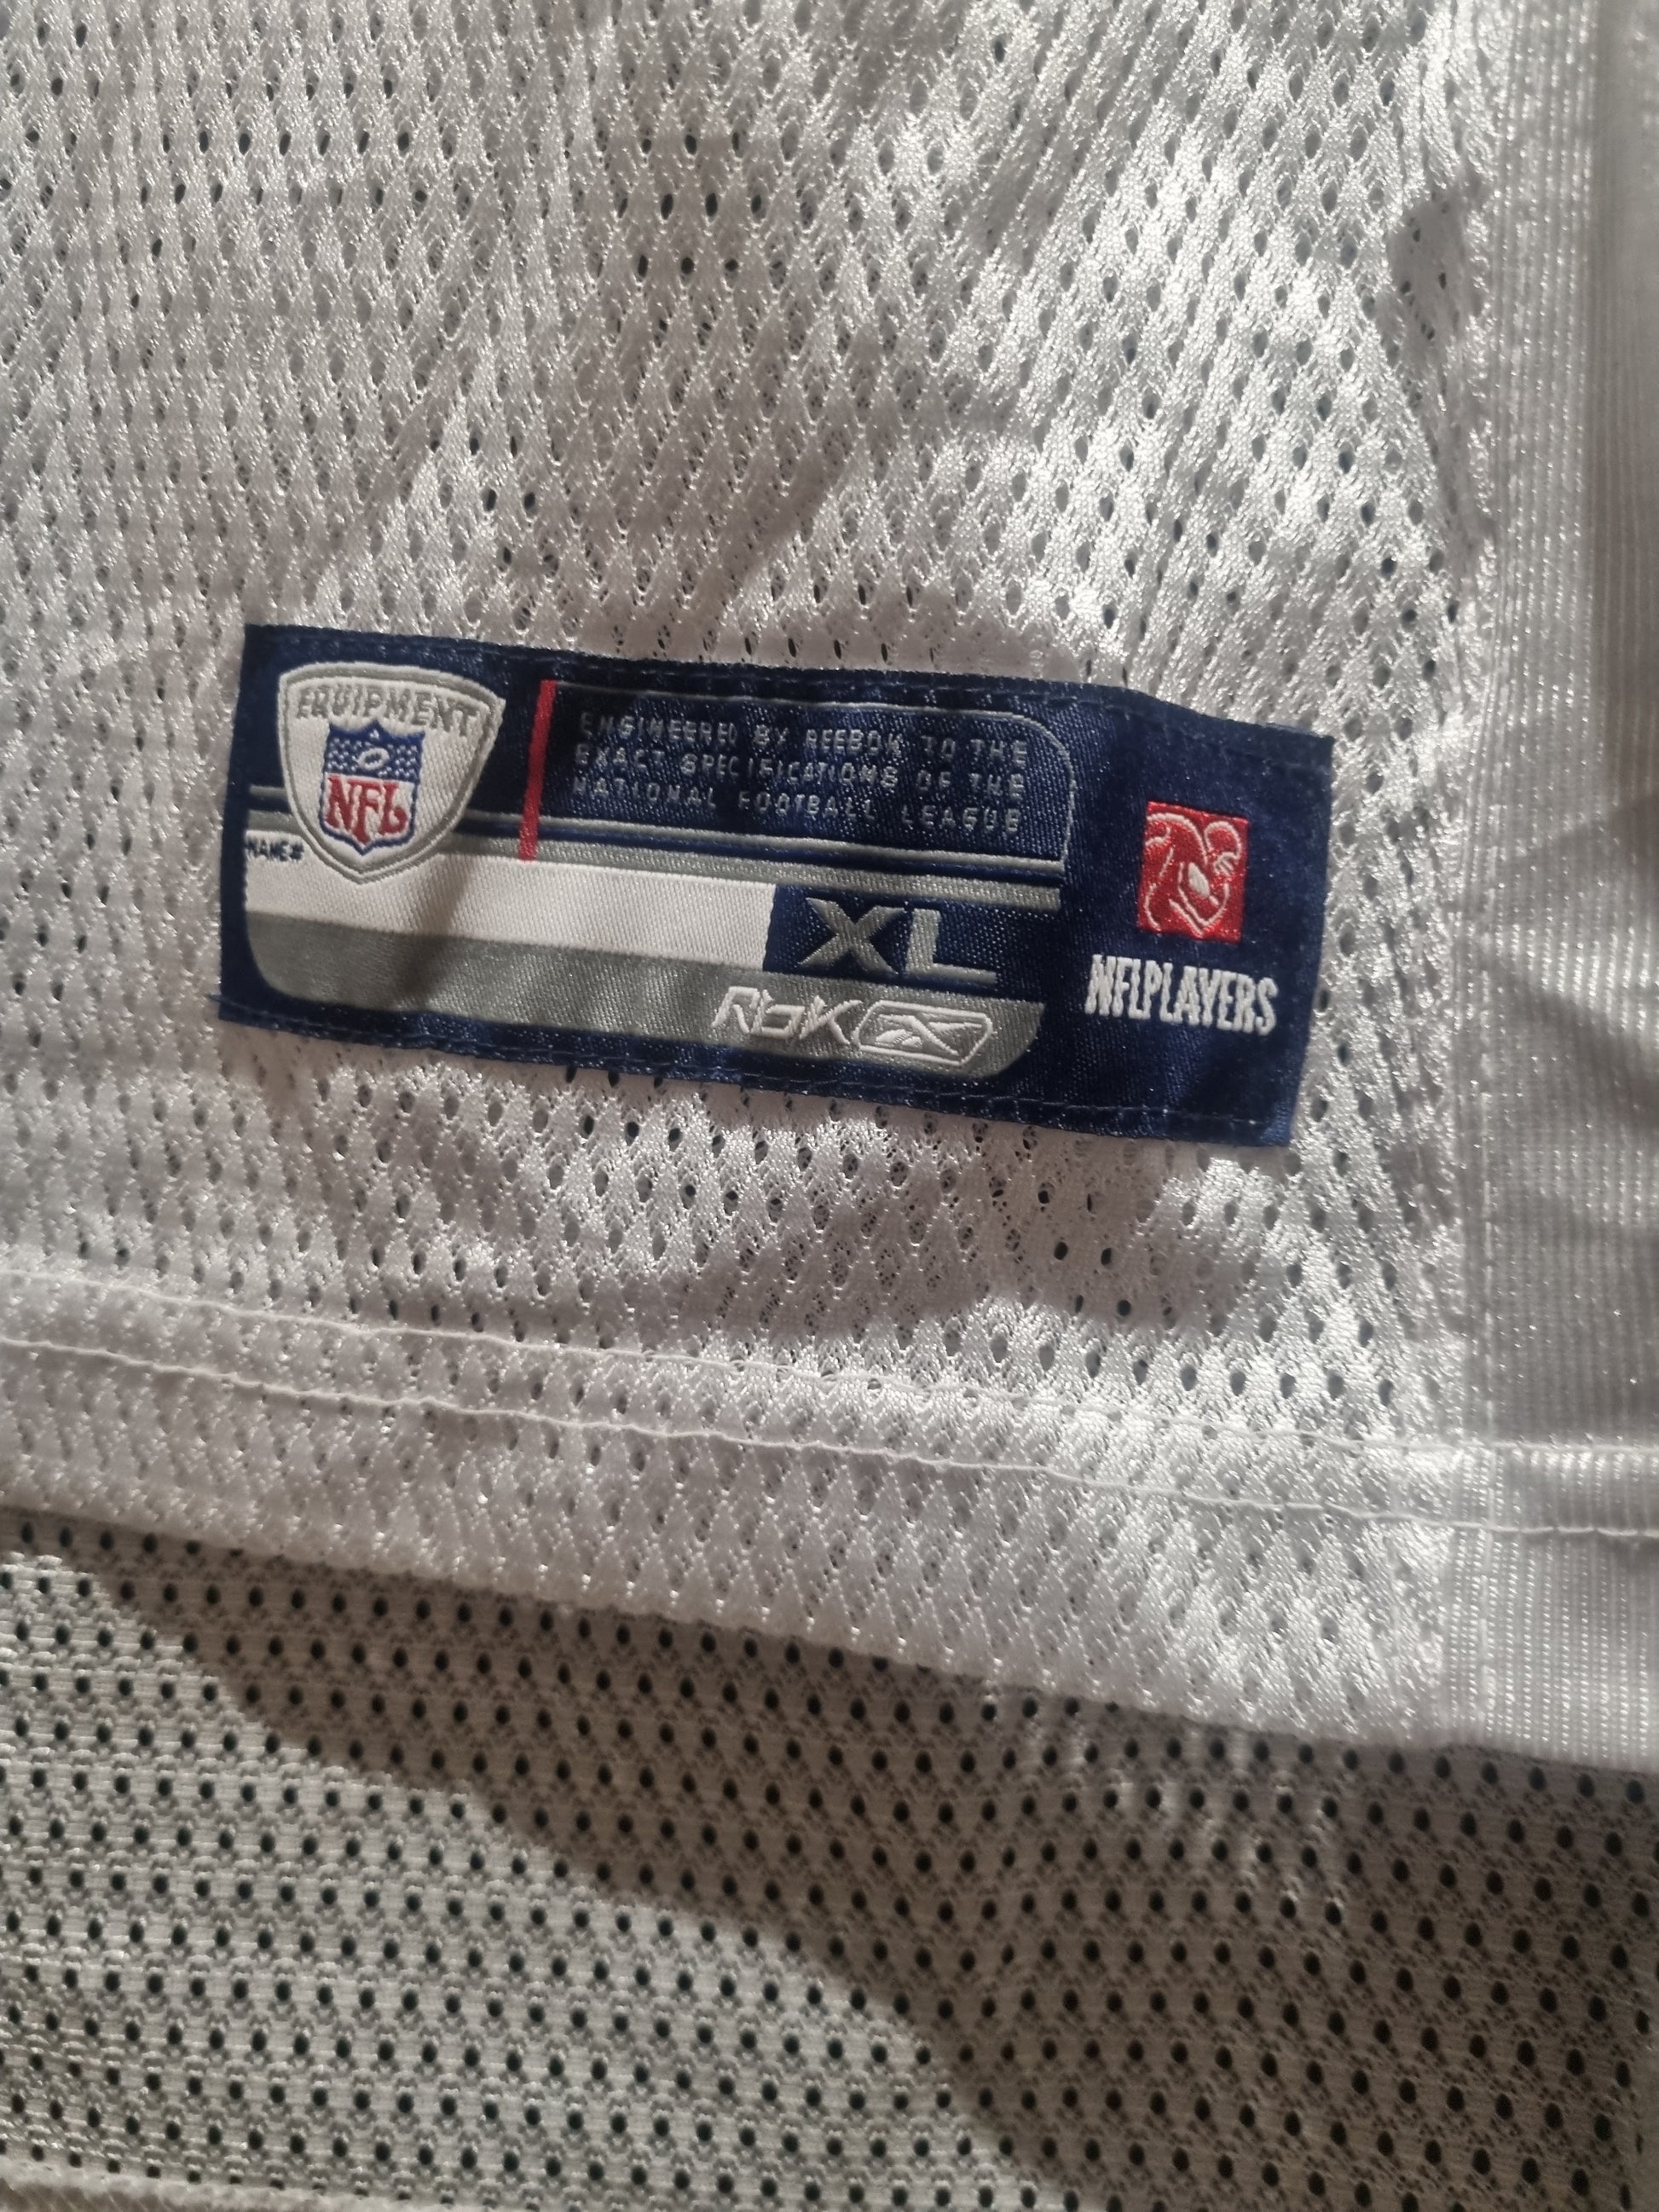 EQUIPMENT
NFL
ENGINEERED BY REEBOK TO THE
EXACT SPECIFICATIONS OF THE
NATIONAL FOOTBALL LEAGUE
NAME#
XL
Rbk
NFLPLAYERS